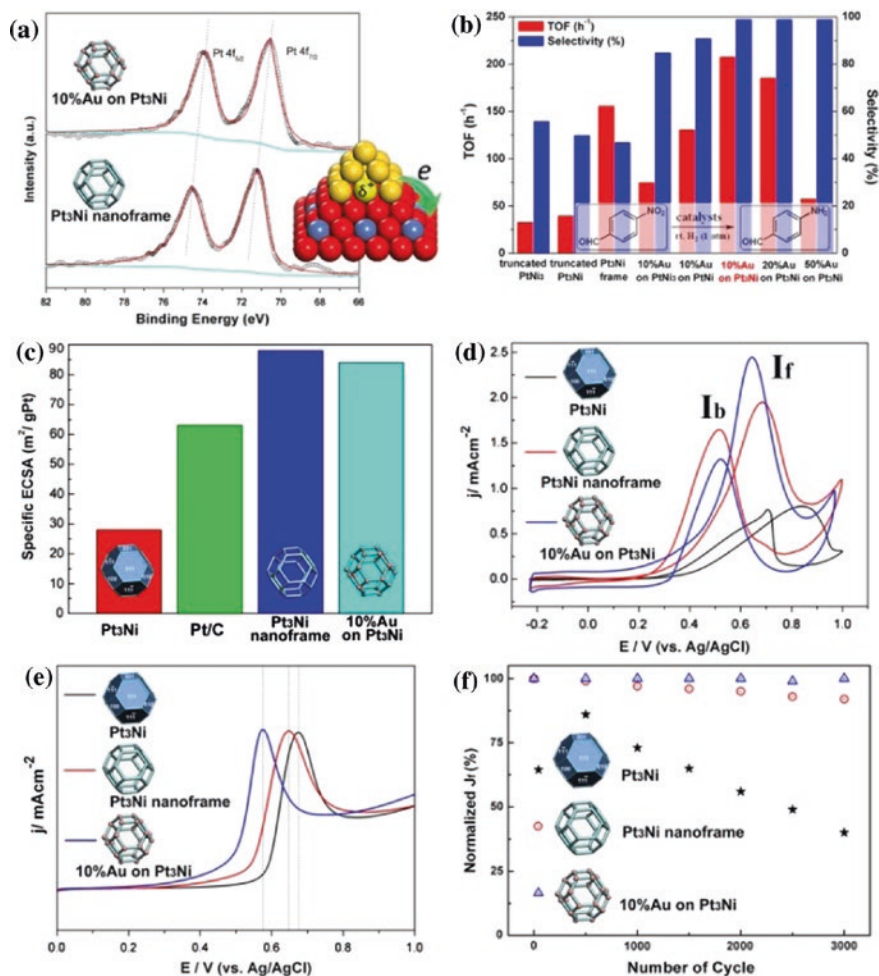 (a)
Pt 4f5/2
Pt 4f7/2
10%Au on Pt3Ni
δ+
e
Pt3Ni nanoframe
Intensity (a.u.)
82 80 78 76 74 72 70 68 66
Binding Energy (eV)
(b)
TOF (h-1)
Selectivity (%)
250
200
150
100
50
0
TOF (h-1)
100
80
60
40
20
0
Selectivity (%)
OHC
NO2
catalysts
rt. H2 (1 atm)
OHC
NH2
truncated PtNi3
truncated Pt3Ni
Pt3Ni frame
10%Au on PtNi3
10%Au on PtNi
10%Au on Pt3Ni
20%Au on Pt3Ni
50%Au on Pt3Ni
(c)
Specific ECSA (m2/ gPt)
90
80
70
60
50
40
30
20
10
0
Pt3Ni
Pt/C
Pt3Ni nanoframe
10%Au on Pt3Ni
(d)
Pt3Ni
Pt3Ni nanoframe
10%Au on Pt3Ni
Ib
If
j/ mAcm-2
2.5
2.0
1.5
1.0
0.5
0.0
-0.2 0.0 0.2 0.4 0.6 0.8 1.0
E / V (vs. Ag/AgCl)
(e)
Pt3Ni
Pt3Ni nanoframe
10%Au on Pt3Ni
j/ mAcm-2
0.0 0.2 0.4 0.6 0.8 1.0
E / V (vs. Ag/AgCl)
(f)
Normalized Jf (%)
100
75
50
25
0
Pt3Ni
Pt3Ni nanoframe
10%Au on Pt3Ni
0 1000 2000 3000
Number of Cycle